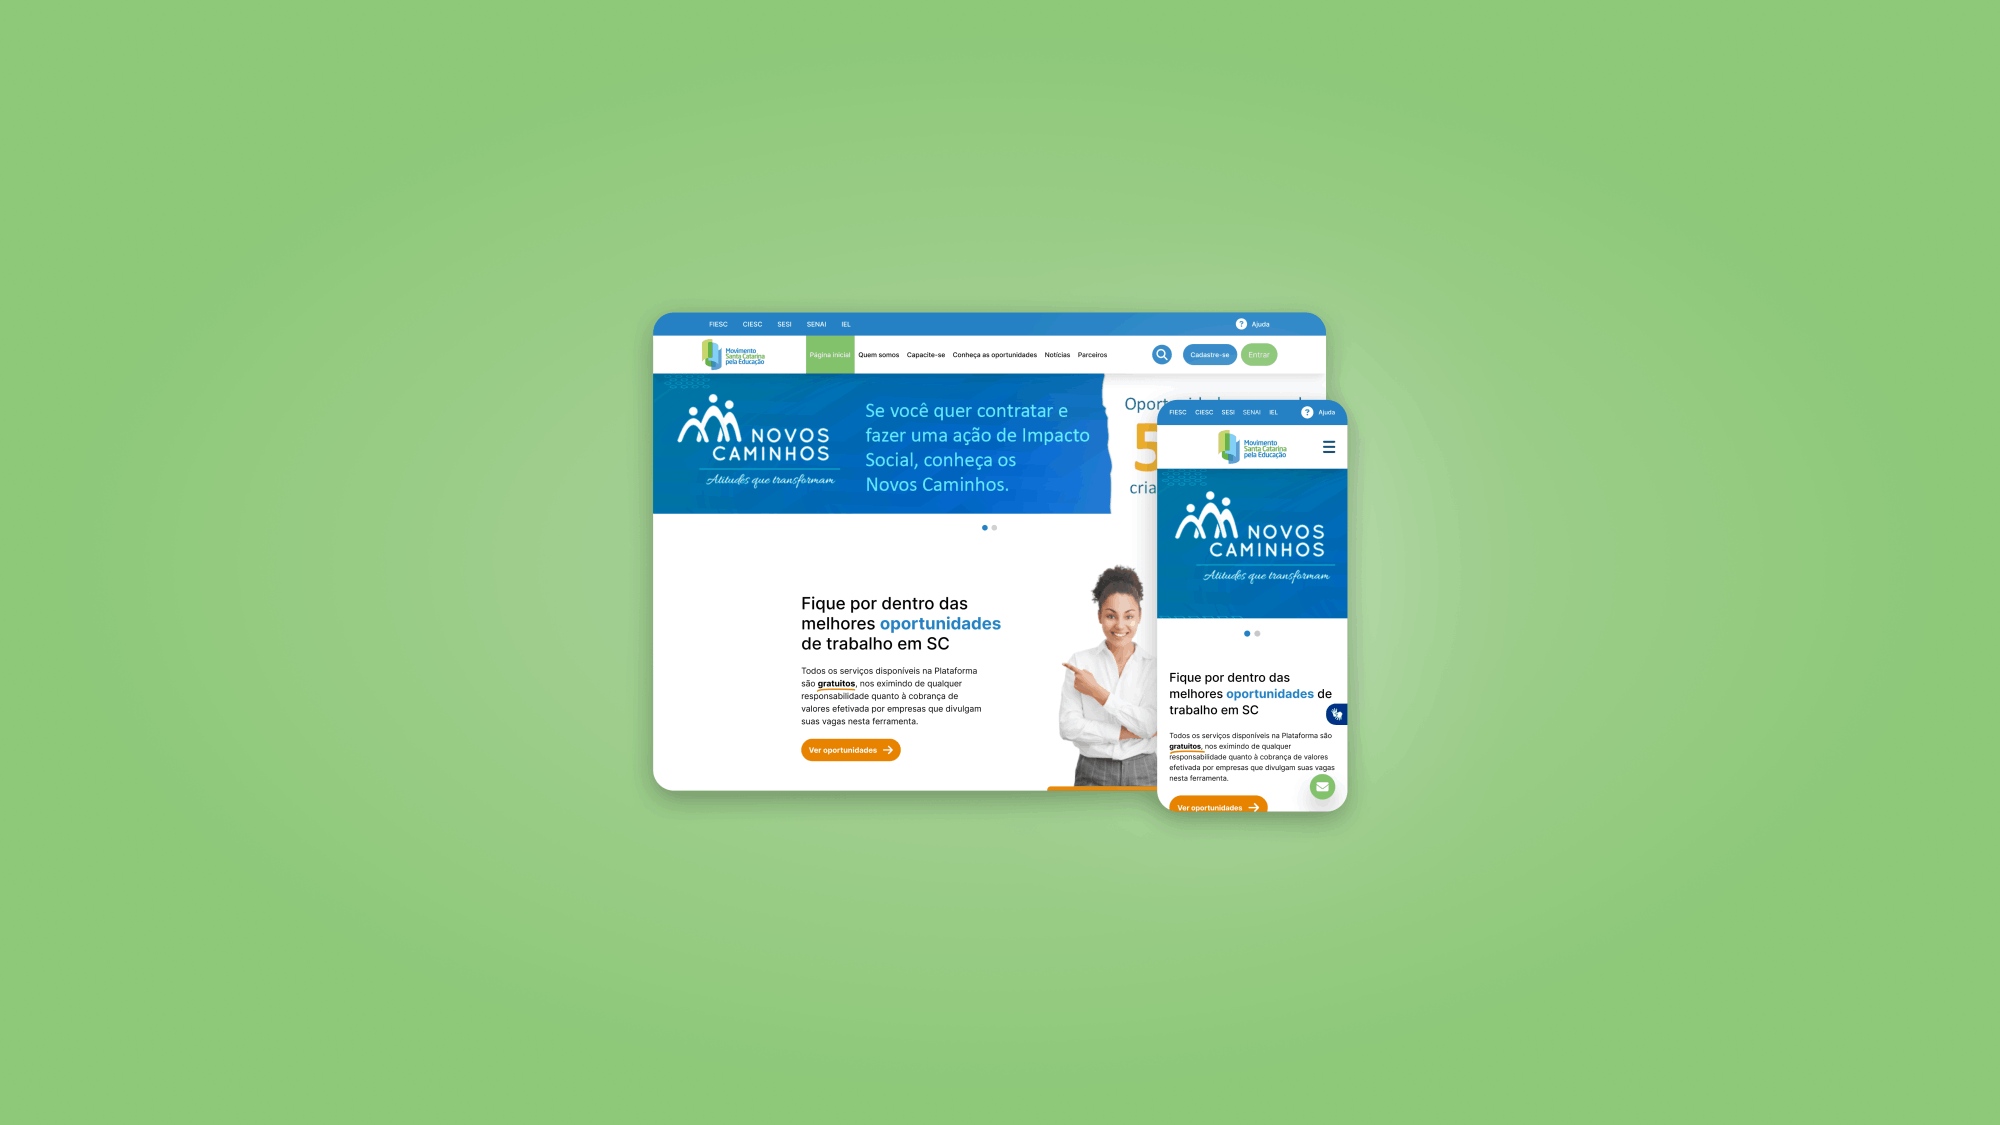 FIESC CIESC SESI SENAI IEL ? Ajuda
Movimento
Santa Catarina
pela Educação
Página inicial Quem somos Capacite-se Conheça as oportunidades Notícias Parceiros Cadastre-se Entrar
NOVOS
CAMINHOS
Atitudes que transformam
Se você quer contratar e
fazer uma ação de Impacto
Social, conheça os
Novos Caminhos.
5
cria
Fique por dentro das
melhores oportunidades
de trabalho em SC
Todos os serviços disponíveis na Plataforma
são gratuitos, nos eximindo de qualquer
responsabilidade quanto à cobrança de
valores efetivada por empresas que divulgam
suas vagas nesta ferramenta.
Ver oportunidades
FIESC CIESC SESI SENAI IEL ? Ajuda
Movimento
Santa Catarina
pela Educação
NOVOS
CAMINHOS
Atitudes que transformam
Fique por dentro das
melhores oportunidades de
trabalho em SC
Todos os serviços disponíveis na Plataforma são
gratuitos, nos eximindo de qualquer
responsabilidade quanto à cobrança de valores
efetivada por empresas que divulgam suas vagas
nesta ferramenta.
Ver oportunidades